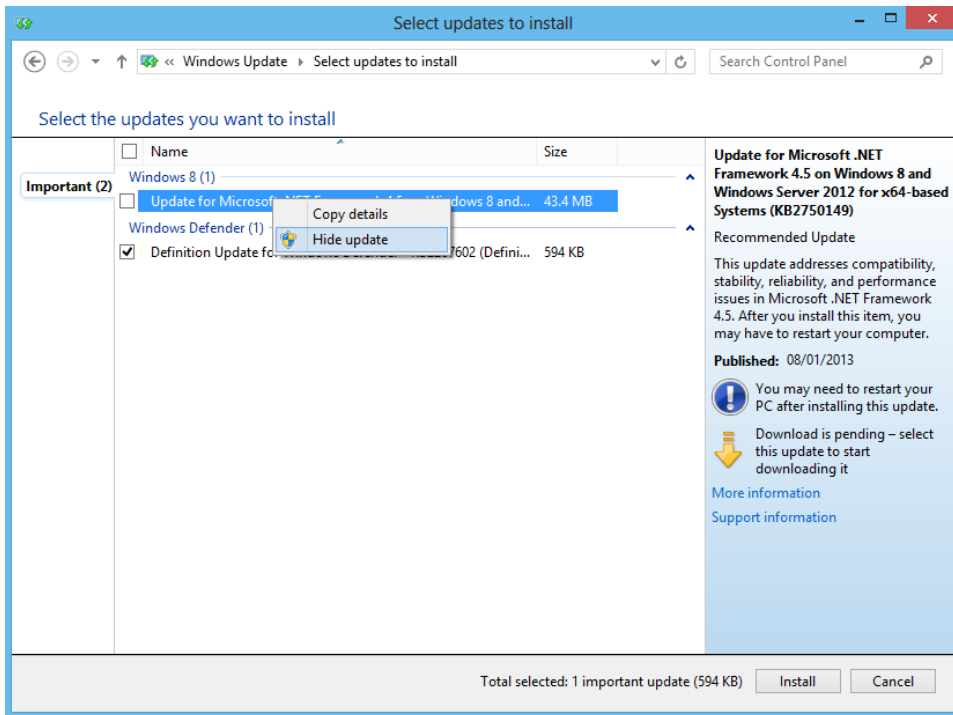 Select updates to install
« Windows Update ▸ Select updates to install
Search Control Panel
Select the updates you want to install
Name Size
Important (2)
Windows 8 (1)
Update for Microsoft Windows 8 and... 43.4 MB
Copy details
Hide update
Windows Defender (1)
Definition Update for 602 (Defini... 594 KB
Update for Microsoft .NET
Framework 4.5 on Windows 8 and
Windows Server 2012 for x64-based
Systems (KB2750149)
Recommended Update
This update addresses compatibility,
stability, reliability, and performance
issues in Microsoft .NET Framework
4.5. After you install this item, you
may have to restart your computer.
Published: 08/01/2013
You may need to restart your
PC after installing this update.
Download is pending – select
this update to start
downloading it
More information
Support information
Total selected: 1 important update (594 KB)
Install
Cancel